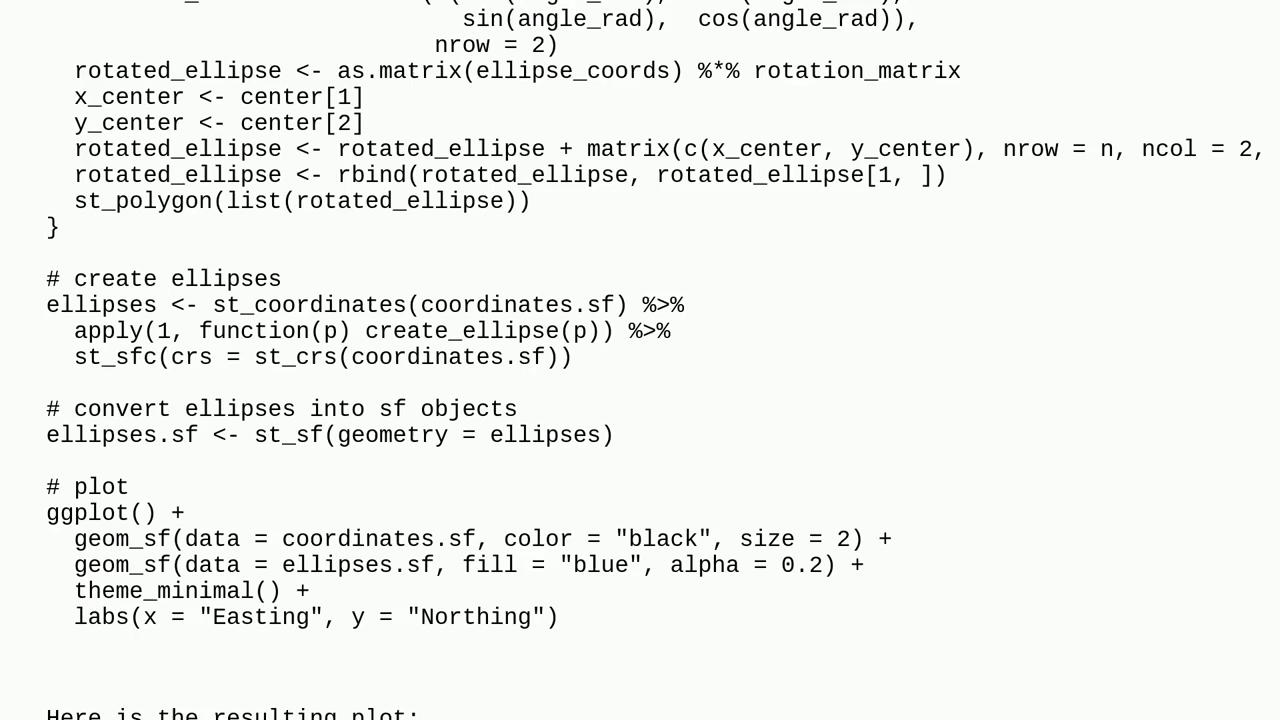 sin(angle_rad),  cos(angle_rad)),
nrow = 2)
rotated_ellipse <- as.matrix(ellipse_coords) %*% rotation_matrix
x_center <- center[1]
y_center <- center[2]
rotated_ellipse <- rotated_ellipse + matrix(c(x_center, y_center), nrow = n, ncol = 2,
rotated_ellipse <- rbind(rotated_ellipse, rotated_ellipse[1, ])
st_polygon(list(rotated_ellipse))
}
# create ellipses
ellipses <- st_coordinates(coordinates.sf) %>%
apply(1, function(p) create_ellipse(p)) %>%
st_sfc(crs = st_crs(coordinates.sf))
# convert ellipses into sf objects
ellipses.sf <- st_sf(geometry = ellipses)
# plot
ggplot() +
geom_sf(data = coordinates.sf, color = "black", size = 2) +
geom_sf(data = ellipses.sf, fill = "blue", alpha = 0.2) +
theme_minimal() +
labs(x = "Easting", y = "Northing")
Here is the resulting plot: